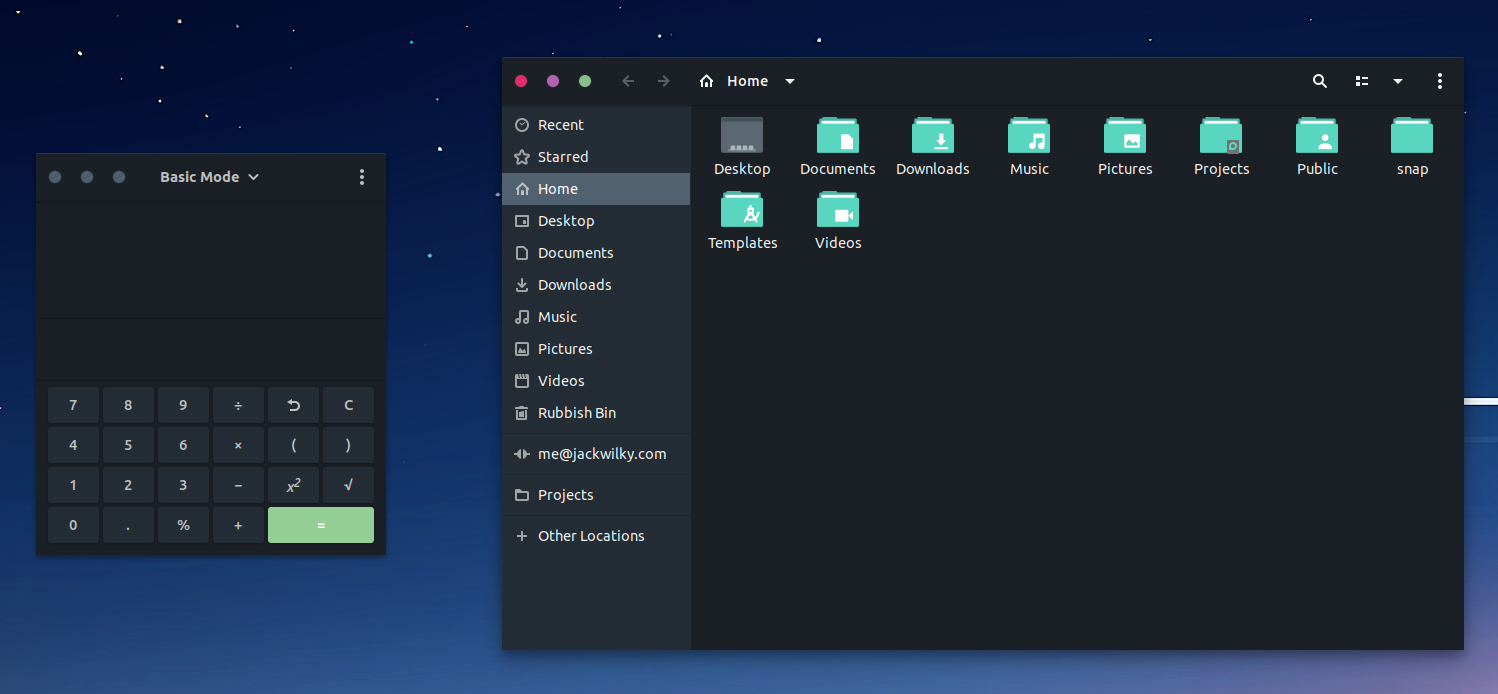 Basic Mode
7 8 9 ÷ C
4 5 6 × ( )
1 2 3 − x² √
0 . % + =
Home
Recent
Starred
Home
Desktop
Documents
Downloads
Music
Pictures
Videos
Rubbish Bin
me@jackwilky.com
Projects
Other Locations
Desktop Documents Downloads Music Pictures Projects Public snap
Templates Videos